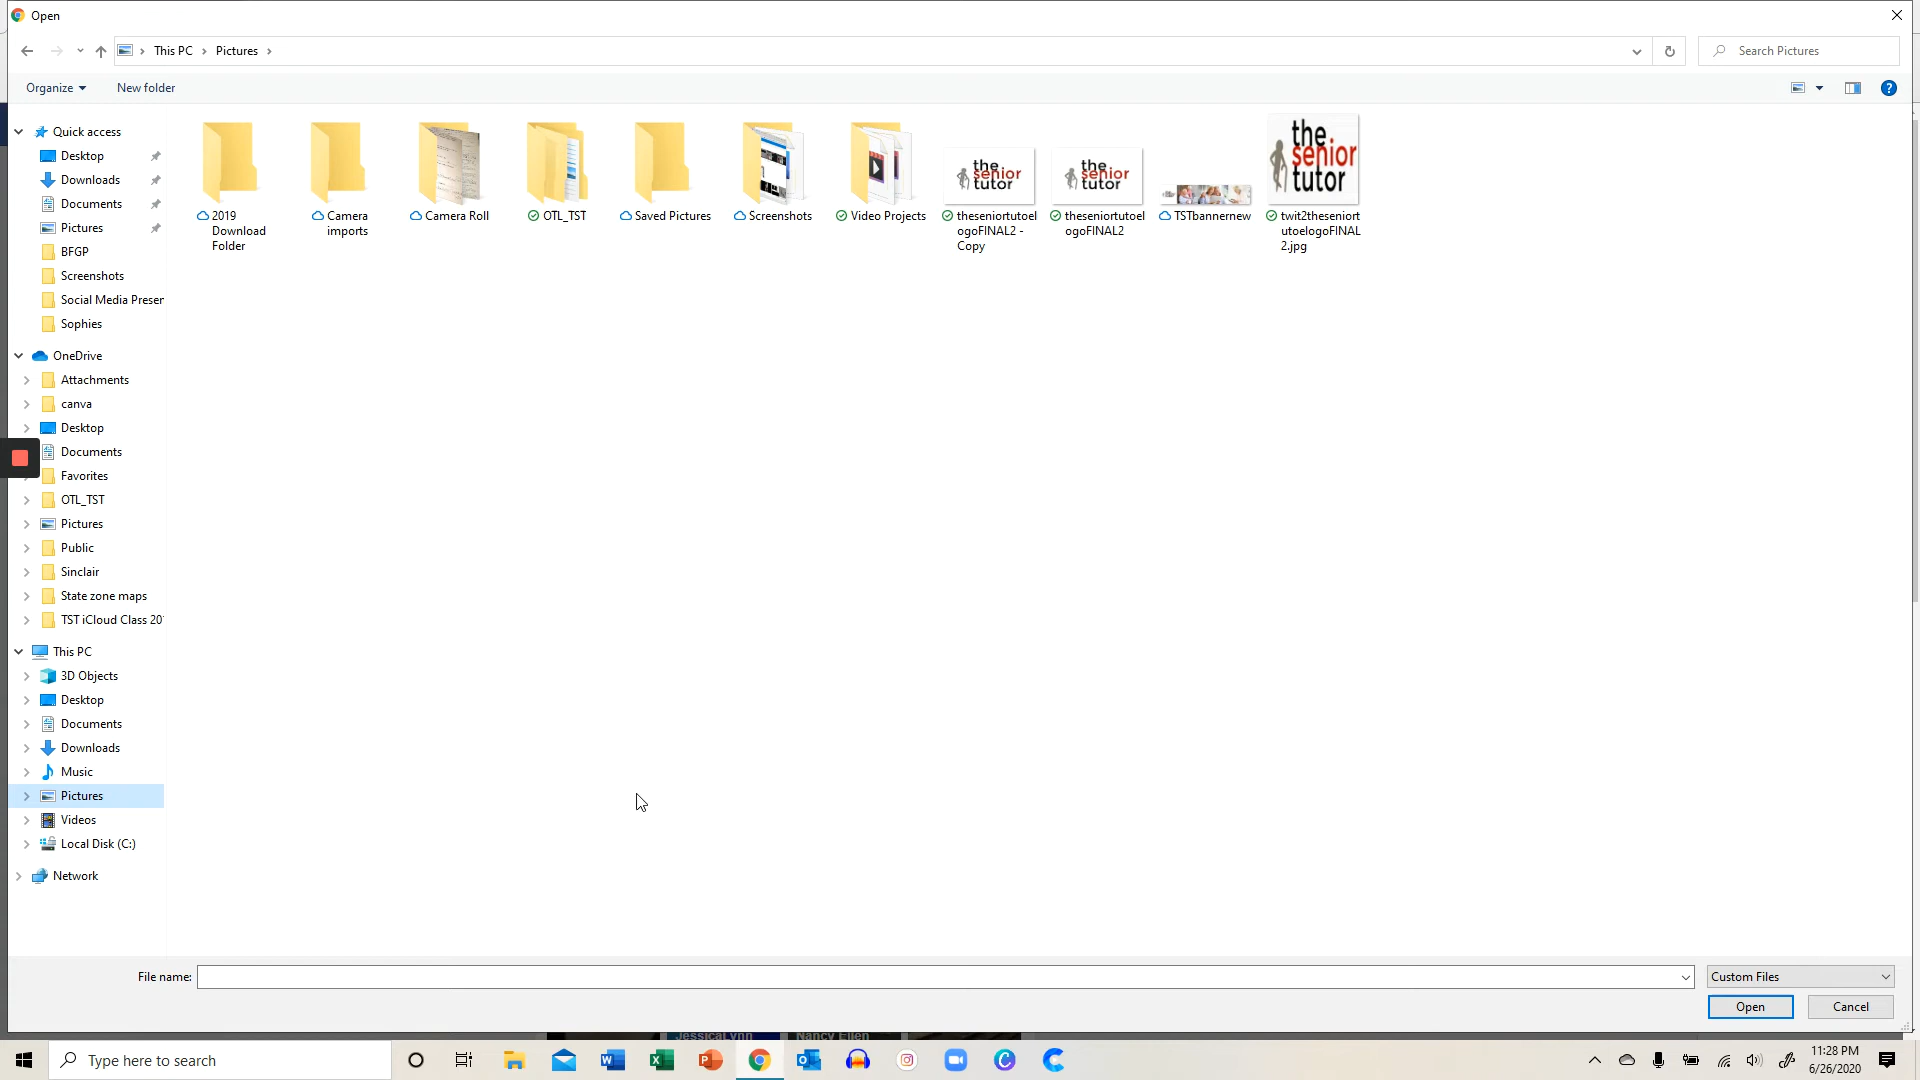 Open
This PC
Pictures
Search Pictures
Organize
New folder
Quick access
Desktop
Downloads
Documents
Pictures
BFGP
Screenshots
Social Media Presen
Sophies
OneDrive
Attachments
canva
Desktop
Documents
Favorites
OTL_TST
Pictures
Public
Sinclair
State zone maps
TST iCloud Class 20
This PC
3D Objects
Desktop
Documents
Downloads
Music
Pictures
Videos
Local Disk (C:)
Network
2019
Download
Folder
Camera
imports
Camera Roll
OTL_TST
Saved Pictures
Screenshots
Video Projects
the
senior
tutor
theseniortutoel
ogoFINAL2 -
Copy
the
senior
tutor
theseniortutoel
ogoFINAL2
TSTbannernew
the
senior
tutor
twit2theseniort
utoelogoFINAL
2.jpg
File name:
Custom Files
Open
Cancel
JessicaLynn
Nancy Ellen
Type here to search
11:28 PM
6/26/2020